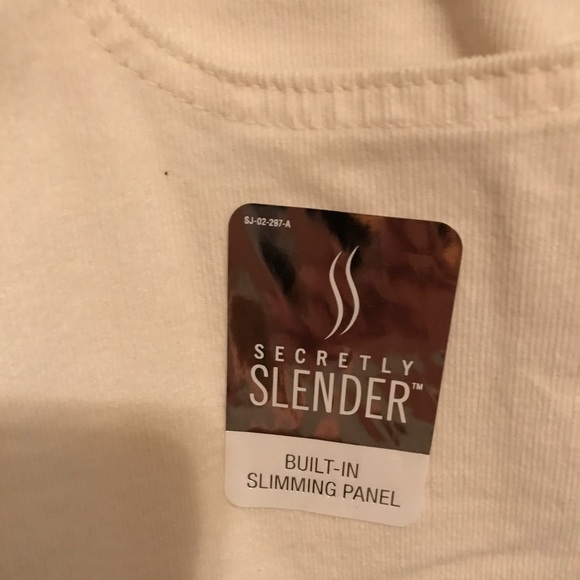 SJ-02-297-A
SECRETLY
SLENDER™
BUILT-IN
SLIMMING PANEL